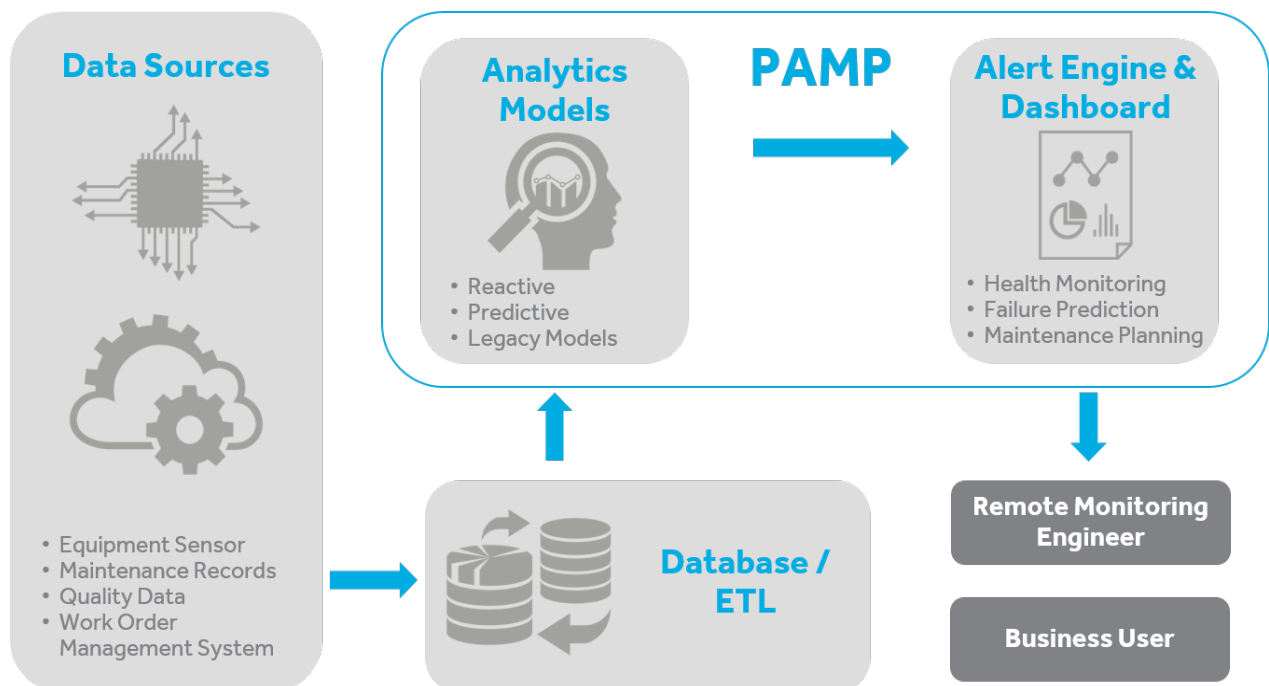 Data Sources
• Equipment Sensor
• Maintenance Records
• Quality Data
• Work Order
Management System
PAMP
Analytics
Models
• Reactive
• Predictive
• Legacy Models
Alert Engine &
Dashboard
• Health Monitoring
• Failure Prediction
• Maintenance Planning
Database /
ETL
Remote Monitoring
Engineer
Business User